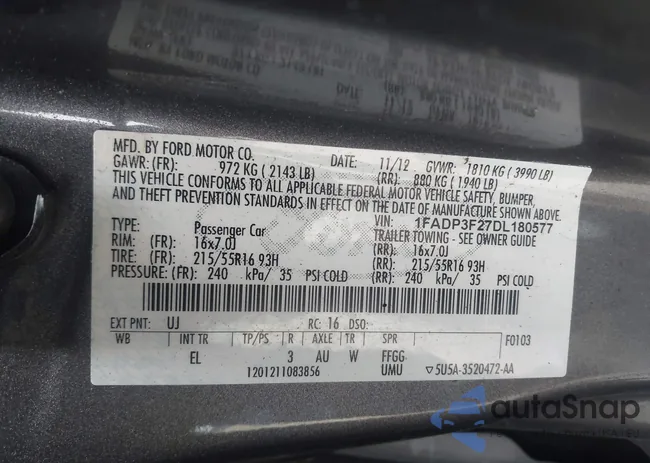 MFD. BY FORD MOTOR CO. DATE: 11/12 GVWR: 1810 KG ( 3990 LB)
GAWR: (FR): 972 KG ( 2143 LB) (RR): 880 KG ( 1940 LB)
THIS VEHICLE CONFORMS TO ALL APPLICABLE FEDERAL MOTOR VEHICLE SAFETY, BUMPER,
AND THEFT PREVENTION STANDARDS IN EFFECT ON THE DATE OF MANUFACTURE SHOWN ABOVE.
VIN: 1FADP3F27DL180577
TYPE: Passenger Car TRAILER TOWING - SEE OWNER GUIDE
RIM: (FR): 16x7.0J (RR): 16x7.0J
TIRE: (FR): 215/55R16 93H (RR): 215/55R16 93H
PRESSURE: (FR): 240 kPa/ 35 PSI COLD (RR): 240 kPa/ 35 PSI COLD
EXT PNT: UJ RC: 16 DSO: F0103
WB INT TR TP/PS R AXLE TR SPR
EL 3 AU W FFGG
1201211083856 UMU 5U5A-3520472-AA
autoSnap